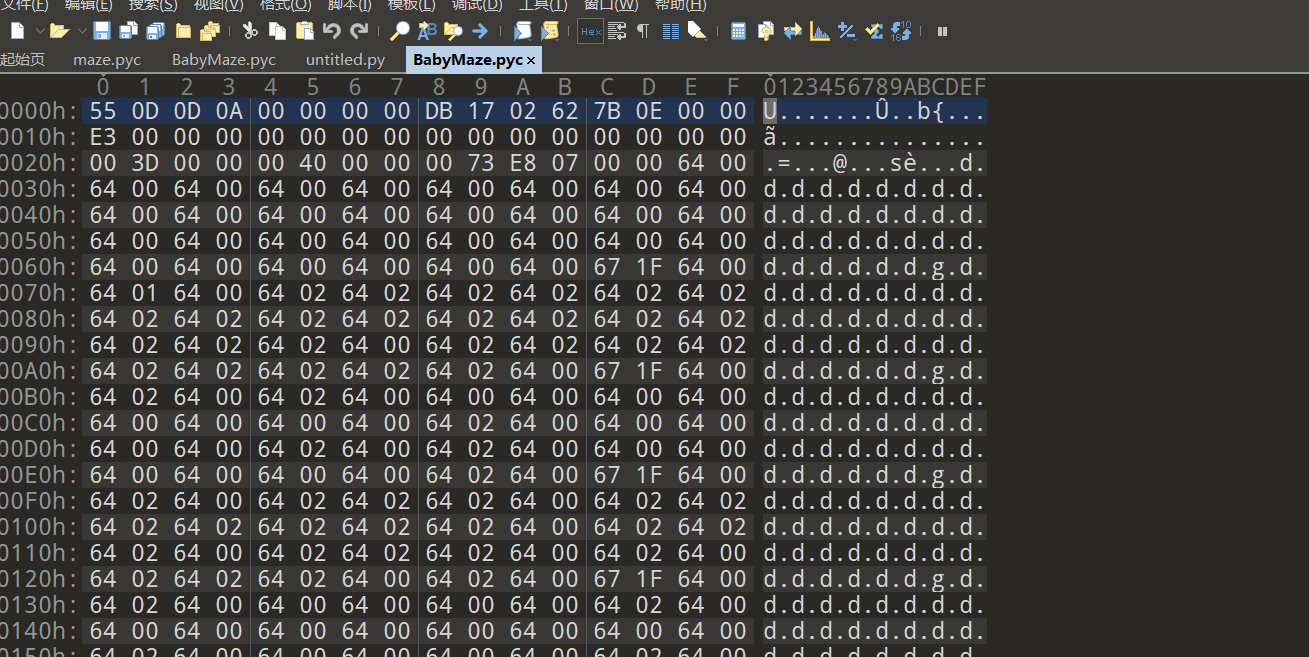 文件(F) 编辑(E) 搜索(S) 视图(V) 格式(O) 脚本(I) 模板(L) 调试(D) 工具(T) 窗口(W) 帮助(H)
Hex
起始页 maze.pyc BabyMaze.pyc untitled.py BabyMaze.pyc ×
0 1 2 3 4 5 6 7 8 9 A B C D E F 0123456789ABCDEF
0000h: 55 0D 0D 0A 00 00 00 00 DB 17 02 62 7B 0E 00 00 U.......Û..b{...
0010h: E3 00 00 00 00 00 00 00 00 00 00 00 00 00 00 00 ã...............
0020h: 00 3D 00 00 00 40 00 00 00 73 E8 07 00 00 64 00 .=...@...sè...d.
0030h: 64 00 64 00 64 00 64 00 64 00 64 00 64 00 64 00 d.d.d.d.d.d.d.d.
0040h: 64 00 64 00 64 00 64 00 64 00 64 00 64 00 64 00 d.d.d.d.d.d.d.d.
0050h: 64 00 64 00 64 00 64 00 64 00 64 00 64 00 64 00 d.d.d.d.d.d.d.d.
0060h: 64 00 64 00 64 00 64 00 64 00 64 00 67 1F 64 00 d.d.d.d.d.d.g.d.
0070h: 64 01 64 00 64 02 64 02 64 02 64 02 64 02 64 02 d.d.d.d.d.d.d.d.
0080h: 64 02 64 02 64 02 64 02 64 02 64 02 64 02 64 02 d.d.d.d.d.d.d.d.
0090h: 64 02 64 02 64 02 64 00 64 02 64 02 64 02 64 02 d.d.d.d.d.d.d.d.
00A0h: 64 02 64 02 64 02 64 02 64 02 64 00 67 1F 64 00 d.d.d.d.d.d.g.d.
00B0h: 64 02 64 00 64 00 64 00 64 00 64 00 64 00 64 00 d.d.d.d.d.d.d.d.
00C0h: 64 00 64 00 64 00 64 00 64 02 64 00 64 00 64 00 d.d.d.d.d.d.d.d.
00D0h: 64 00 64 00 64 02 64 00 64 02 64 00 64 00 64 00 d.d.d.d.d.d.d.d.
00E0h: 64 00 64 00 64 00 64 00 64 02 64 00 67 1F 64 00 d.d.d.d.d.d.g.d.
00F0h: 64 02 64 02 64 02 64 02 64 02 64 00 64 02 64 02 d.d.d.d.d.d.d.d.
0100h: 64 02 64 02 64 02 64 00 64 02 64 00 64 02 64 02 d.d.d.d.d.d.d.d.
0110h: 64 02 64 00 64 02 64 02 64 02 64 00 64 02 64 00 d.d.d.d.d.d.d.d.
0120h: 64 02 64 02 64 02 64 00 64 02 64 00 67 1F 64 00 d.d.d.d.d.d.g.d.
0130h: 64 02 64 00 64 00 64 00 64 00 64 00 64 02 64 00 d.d.d.d.d.d.d.d.
0140h: 64 00 64 00 64 00 64 00 64 00 64 00 64 00 64 00 d.d.d.d.d.d.d.d.
0150h: 64 02 64 00 64 00 64 00 64 00 64 00 64 02 64 00 d.d.d.d.d.d.d.d.